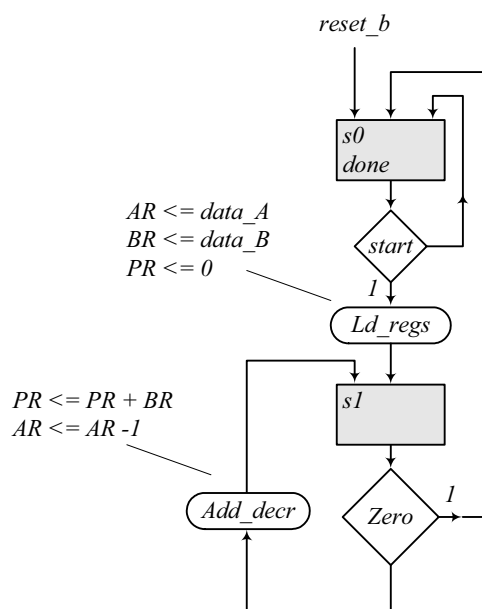 reset_b
s0
done
AR <= data_A
BR <= data_B
PR <= 0
start
1
Ld_regs
PR <= PR + BR
AR <= AR -1
s1
Add_decr
Zero
1